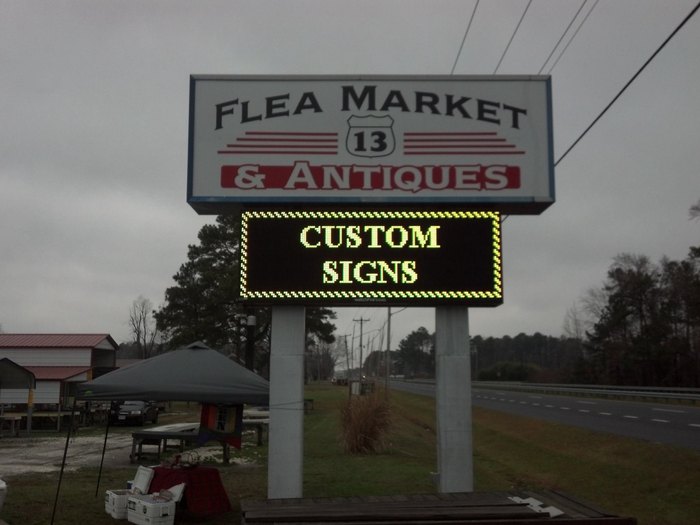 FLEA MARKET
13
& ANTIQUES
CUSTOM
SIGNS